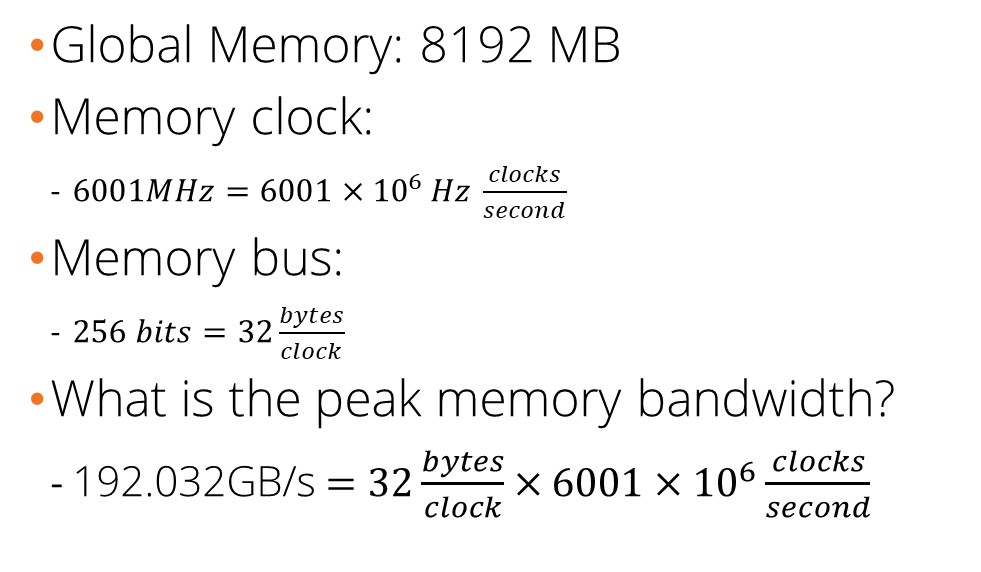 •Global Memory: 8192 MB
•Memory clock:
- 6001MHz = 6001 × 10⁶ Hz clocks/second
•Memory bus:
- 256 bits = 32 bytes/clock
•What is the peak memory bandwidth?
- 192.032GB/s = 32 bytes/clock × 6001 × 10⁶ clocks/second